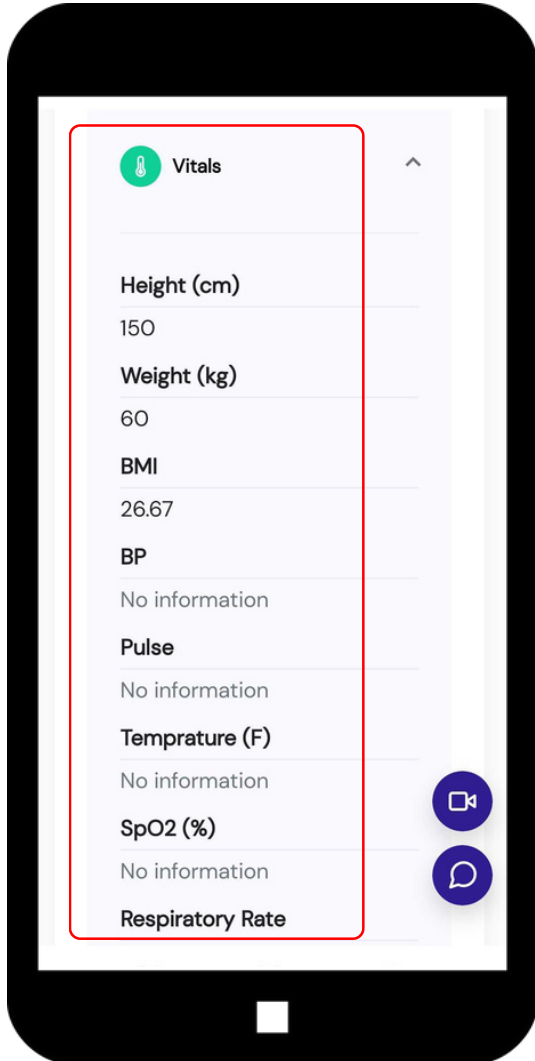 Vitals
Height (cm)
150
Weight (kg)
60
BMI
26.67
BP
No information
Pulse
No information
Temprature (F)
No information
SpO2 (%)
No information
Respiratory Rate